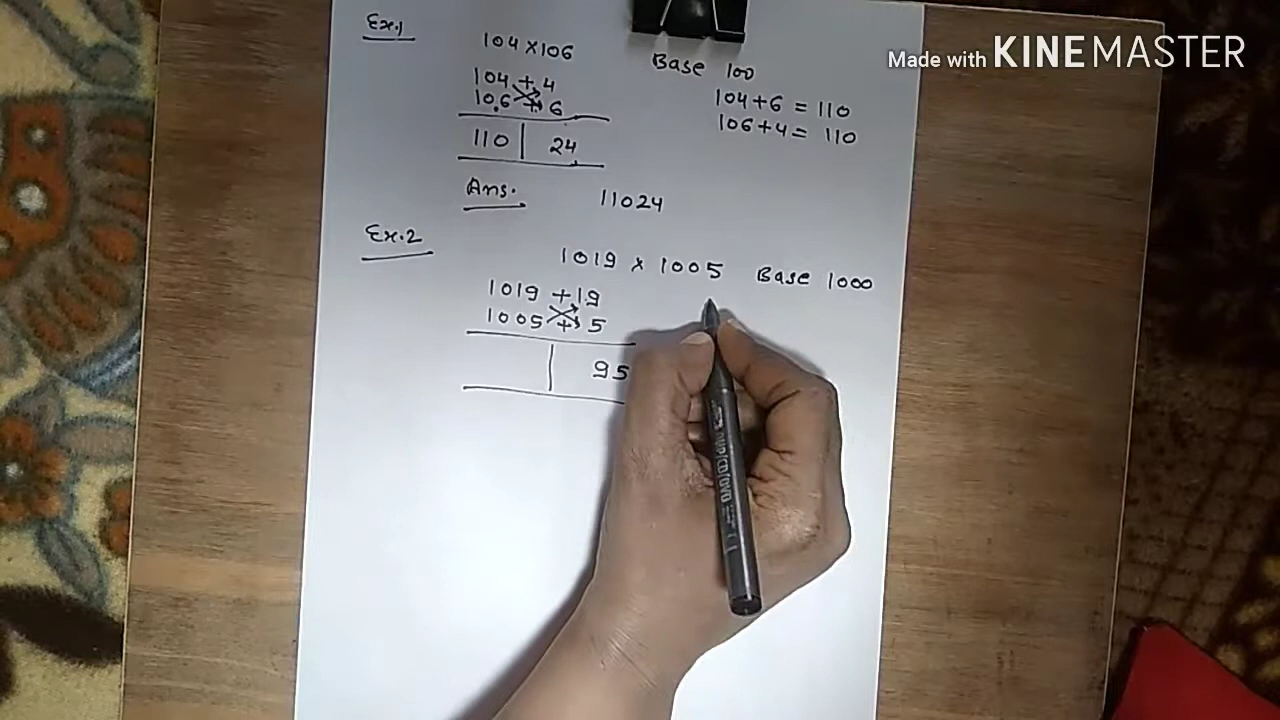 Ex.1
104 x 106
Base 100
104 + 4
106 + 6
110 | 24
104 + 6 = 110
106 + 4 = 110
Ans. 11024
Ex.2
1019 x 1005 Base 1000
1019 + 19
1005 + 5
| 95
Made with KINEMASTER